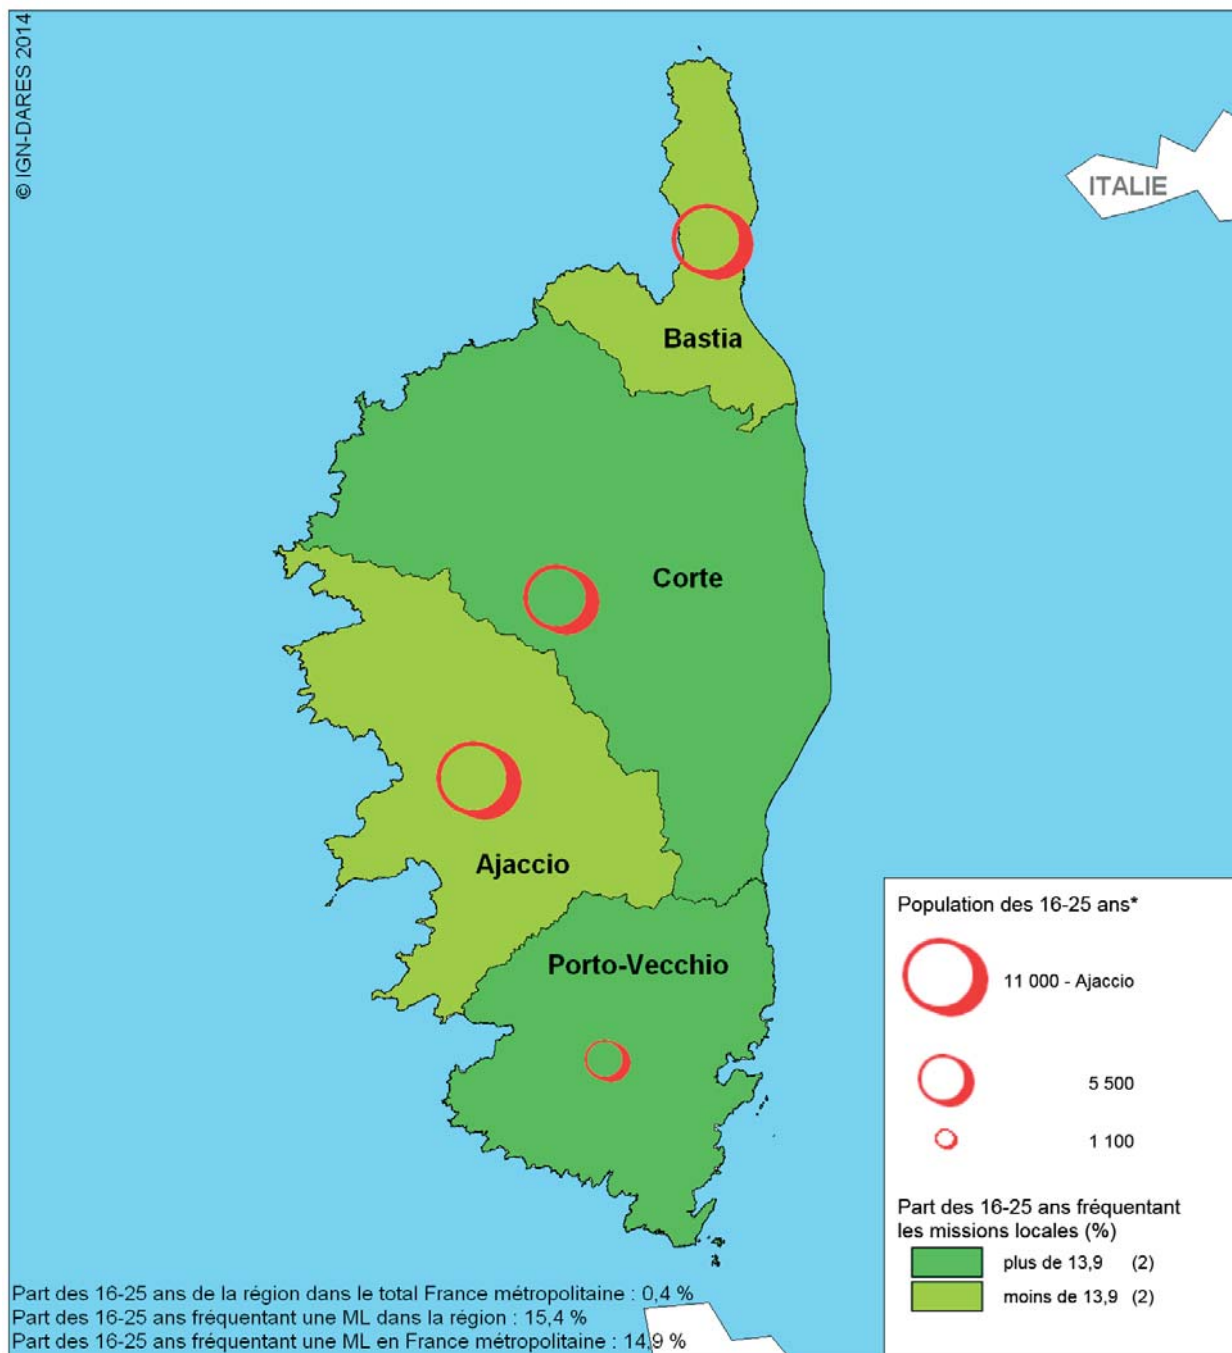 © IGN-DARES 2014
ITALIE
Bastia
Corte
Ajaccio
Porto-Vecchio
Population des 16-25 ans*
11 000 - Ajaccio
5 500
1 100
Part des 16-25 ans fréquentant
les missions locales (%)
plus de 13,9 (2)
moins de 13,9 (2)
Part des 16-25 ans de la région dans le total France métropolitaine : 0,4 %
Part des 16-25 ans fréquentant une ML dans la région : 15,4 %
Part des 16-25 ans fréquentant une ML en France métropolitaine : 14,9 %